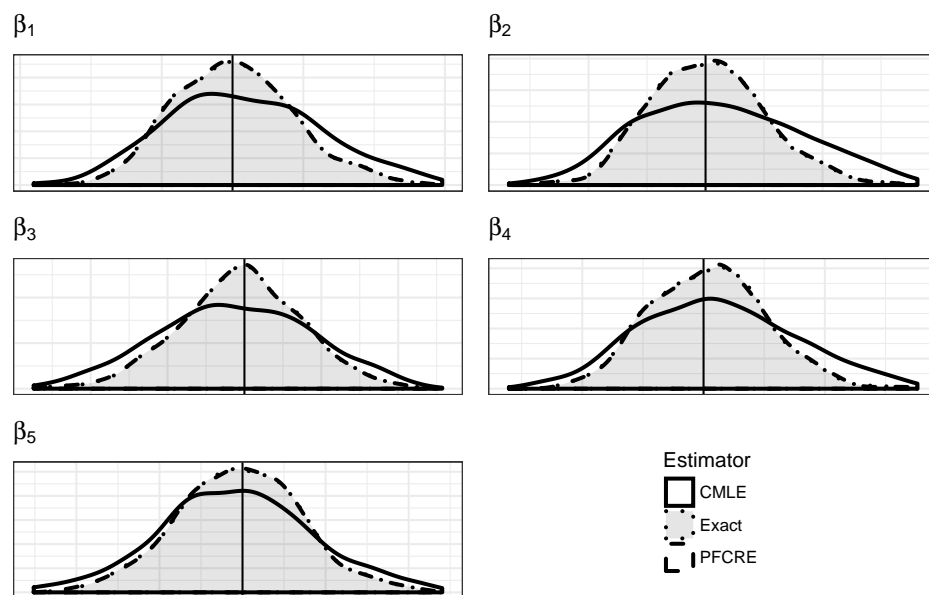 β1
β2
β3
β4
β5
Estimator
CMLE
Exact
PFCRE